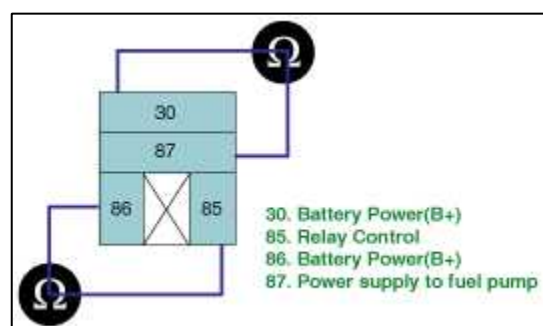 Ω
30
87
86 85
30. Battery Power(B+)
85. Relay Control
86. Battery Power(B+)
87. Power supply to fuel pump
Ω